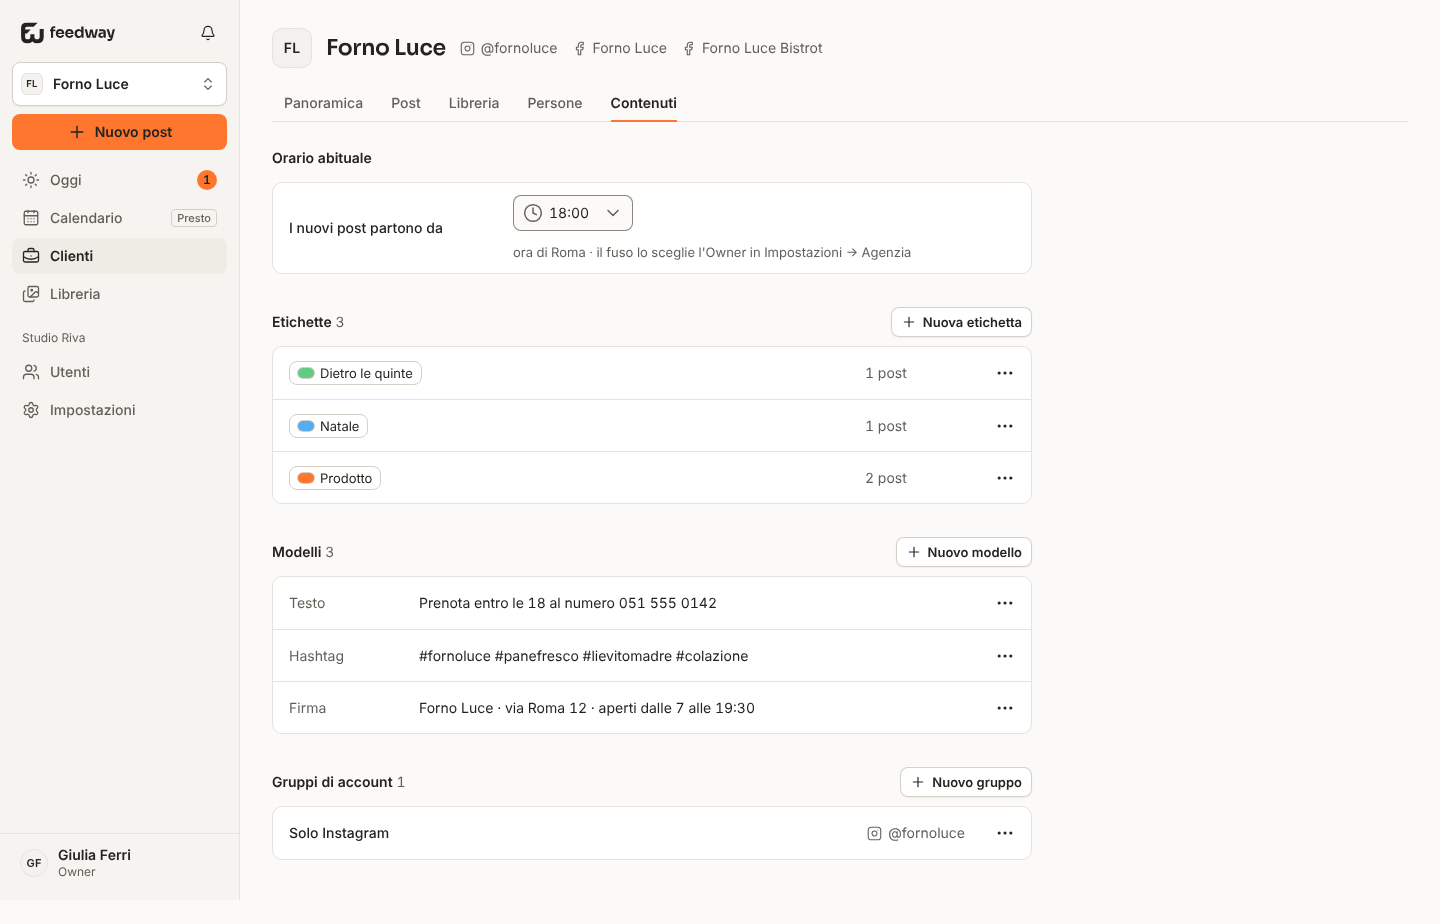 feedway
FL Forno Luce
Nuovo post
Oggi 1
Calendario Presto
Clienti
Libreria
Studio Riva
Utenti
Impostazioni
GF Giulia Ferri
Owner
FL Forno Luce @fornoluce Forno Luce Forno Luce Bistrot
Panoramica Post Libreria Persone Contenuti
Orario abituale
I nuovi post partono da 18:00
ora di Roma · il fuso lo sceglie l'Owner in Impostazioni → Agenzia
Etichette 3 Nuova etichetta
Dietro le quinte 1 post
Natale 1 post
Prodotto 2 post
Modelli 3 Nuovo modello
Testo Prenota entro le 18 al numero 051 555 0142
Hashtag #fornoluce #panefresco #lievitomadre #colazione
Firma Forno Luce · via Roma 12 · aperti dalle 7 alle 19:30
Gruppi di account 1 Nuovo gruppo
Solo Instagram @fornoluce